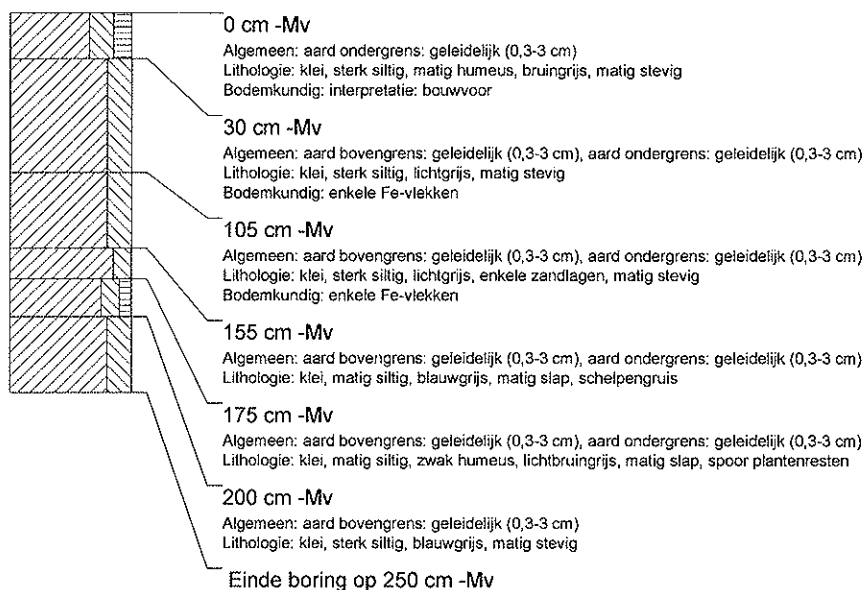 0 cm -Mv
Algemeen: aard ondergrens: geleidelijk (0,3-3 cm)
Lithologie: klei, sterk siltig, matig humeus, bruingrijs, matig stevig
Bodemkundig: interpretatie: bouwvoor
30 cm -Mv
Algemeen: aard bovengrens: geleidelijk (0,3-3 cm), aard ondergrens: geleidelijk (0,3-3 cm)
Lithologie: klei, sterk siltig, lichtgrijs, matig stevig
Bodemkundig: enkele Fe-vlekken
105 cm -Mv
Algemeen: aard bovengrens: geleidelijk (0,3-3 cm), aard ondergrens: geleidelijk (0,3-3 cm)
Lithologie: klei, sterk siltig, lichtgrijs, enkele zandlagen, matig stevig
Bodemkundig: enkele Fe-vlekken
155 cm -Mv
Algemeen: aard bovengrens: geleidelijk (0,3-3 cm), aard ondergrens: geleidelijk (0,3-3 cm)
Lithologie: klei, matig siltig, blauwgrijs, matig slap, schelpengruis
175 cm -Mv
Algemeen: aard bovengrens: geleidelijk (0,3-3 cm), aard ondergrens: geleidelijk (0,3-3 cm)
Lithologie: klei, matig siltig, zwak humeus, lichtbruingrijs, matig slap, spoor plantenresten
200 cm -Mv
Algemeen: aard bovengrens: geleidelijk (0,3-3 cm)
Lithologie: klei, sterk siltig, blauwgrijs, matig stevig
Einde boring op 250 cm -Mv